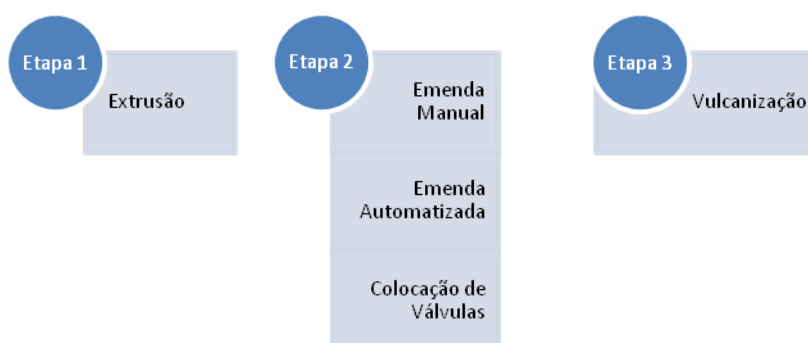 Etapa 1
Extrusão
Etapa 2
Emenda
Manual
Emenda
Automatizada
Colocação de
Válvulas
Etapa 3
Vulcanização